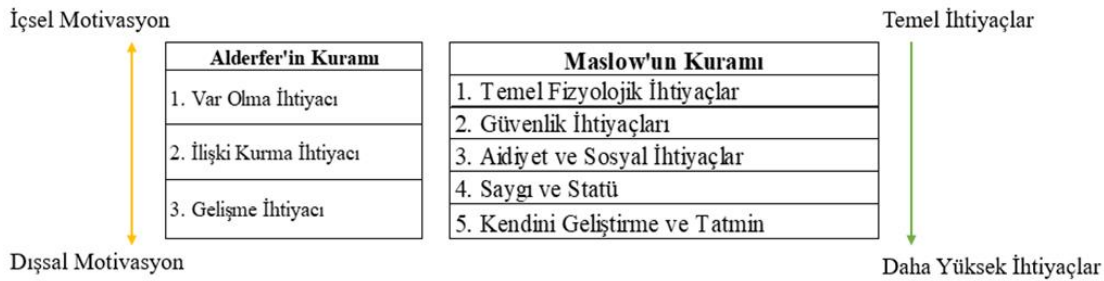 İçsel Motivasyon
Temel İhtiyaçlar
Alderfer'in Kuramı
1. Var Olma İhtiyacı
2. İlişki Kurma İhtiyacı
3. Gelişme İhtiyacı
Maslow'un Kuramı
1. Temel Fizyolojik İhtiyaçlar
2. Güvenlik İhtiyaçları
3. Aidiyet ve Sosyal İhtiyaçlar
4. Saygı ve Statü
5. Kendini Geliştirme ve Tatmin
Dışsal Motivasyon
Daha Yüksek İhtiyaçlar